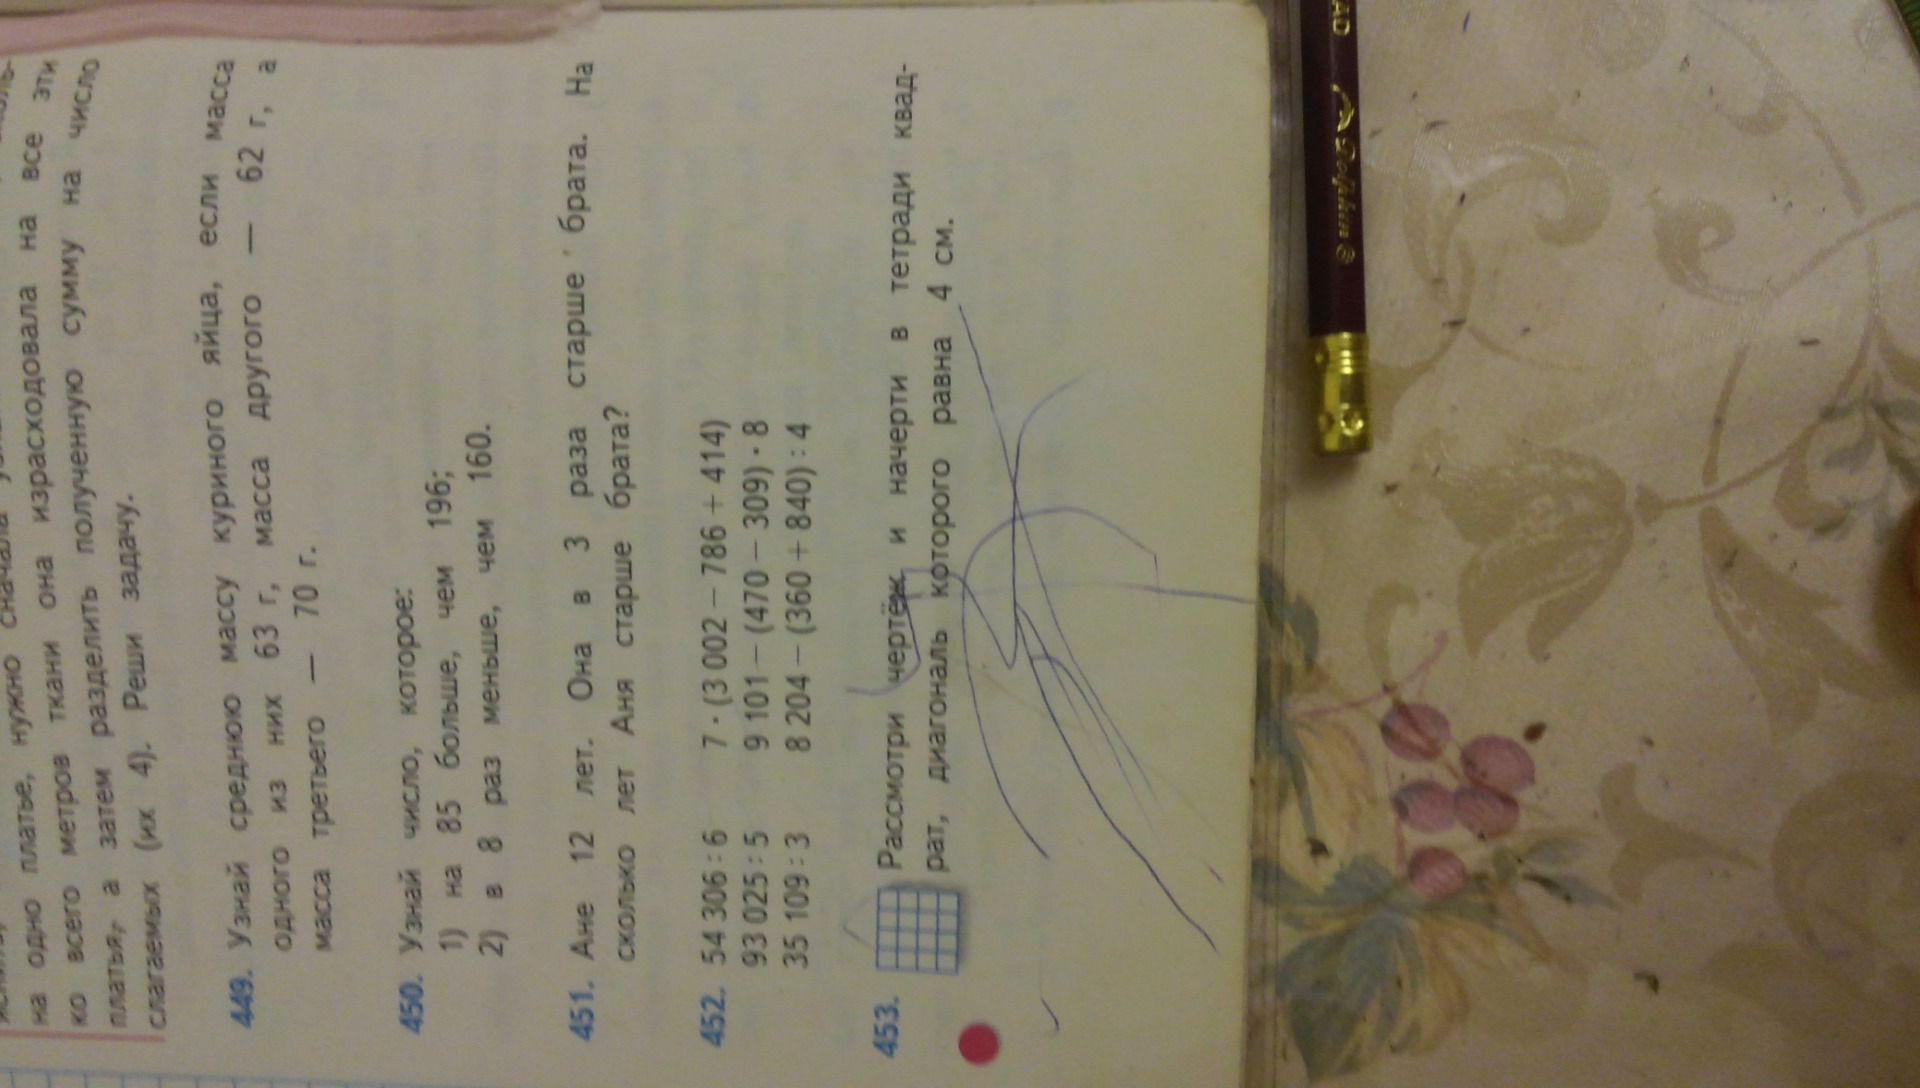 на одно платье, нужно сначала
ко всего метров ткани она израсходовала на все эти
платья, а затем разделить полученную сумму на число
слагаемых (их 4). Реши задачу.
449. Узнай среднюю массу куриного яйца, если масса
одного из них 63 г, масса другого — 62 г, а
масса третьего — 70 г.
450. Узнай число, которое:
1) на 85 больше, чем 196;
2) в 8 раз меньше, чем 160.
451. Ане 12 лет. Она в 3 раза старше брата. На
сколько лет Аня старше брата?
452. 54 306 : 6 7 · (3 002 − 786 + 414)
93 025 : 5 9 101 − (470 − 309) · 8
35 109 : 3 8 204 − (360 + 840) : 4
453. Рассмотри чертёж и начерти в тетради квад-
рат, диагональ которого равна 4 см.